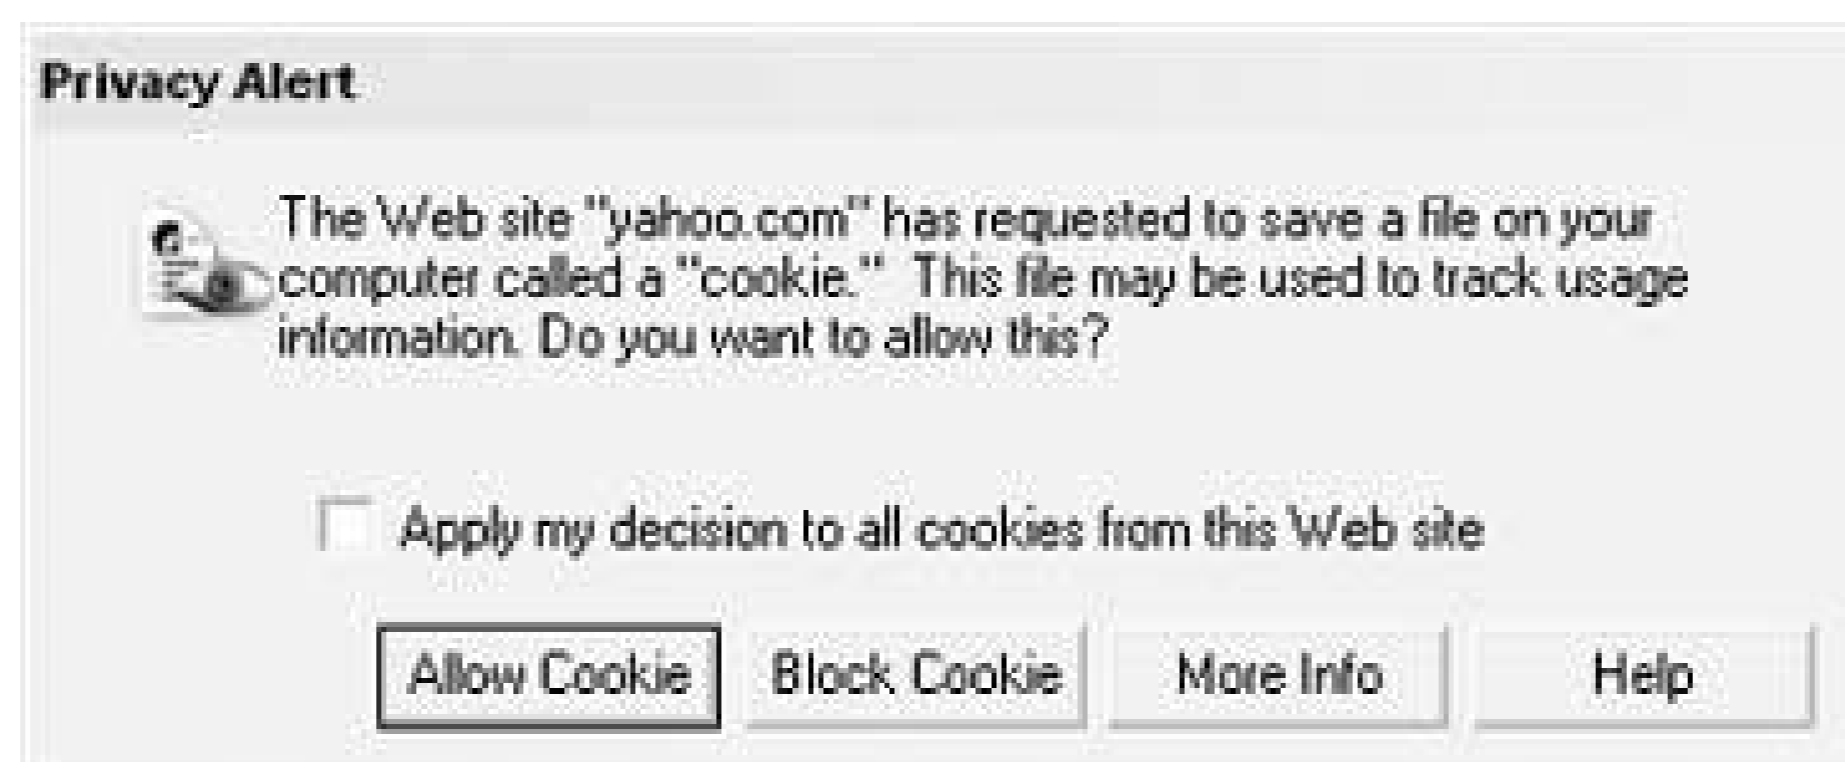 Privacy Alert
The Web site "yahoo.com" has requested to save a file on your
computer called a "cookie." This file may be used to track usage
information. Do you want to allow this?
Apply my decision to all cookies from this Web site
Allow Cookie Block Cookie More Info Help